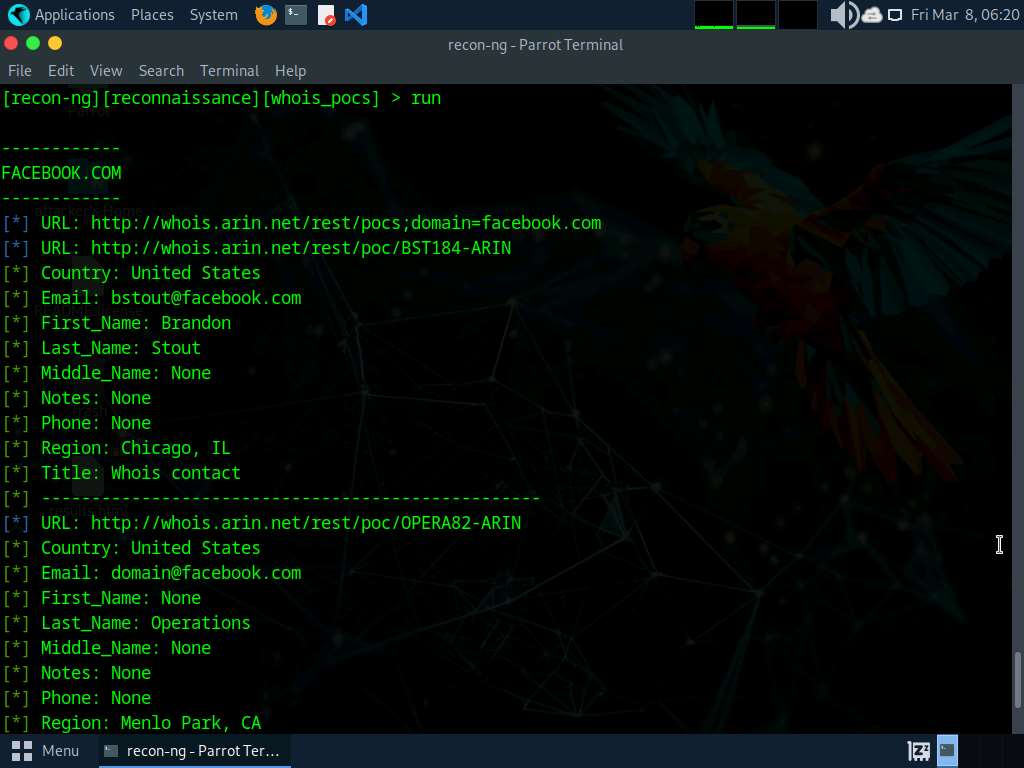 Applications Places System Fri Mar 8, 06:20
recon-ng - Parrot Terminal
File Edit View Search Terminal Help
[recon-ng][reconnaissance][whois_pocs] > run
------------
FACEBOOK.COM
------------
[*] URL: http://whois.arin.net/rest/pocs;domain=facebook.com
[*] URL: http://whois.arin.net/rest/poc/BST184-ARIN
[*] Country: United States
[*] Email: bstout@facebook.com
[*] First_Name: Brandon
[*] Last_Name: Stout
[*] Middle_Name: None
[*] Notes: None
[*] Phone: None
[*] Region: Chicago, IL
[*] Title: Whois contact
[*] --------------------------------------------------
[*] URL: http://whois.arin.net/rest/poc/OPERA82-ARIN
[*] Country: United States
[*] Email: domain@facebook.com
[*] First_Name: None
[*] Last_Name: Operations
[*] Middle_Name: None
[*] Notes: None
[*] Phone: None
[*] Region: Menlo Park, CA
Menu recon-ng - Parrot Ter...